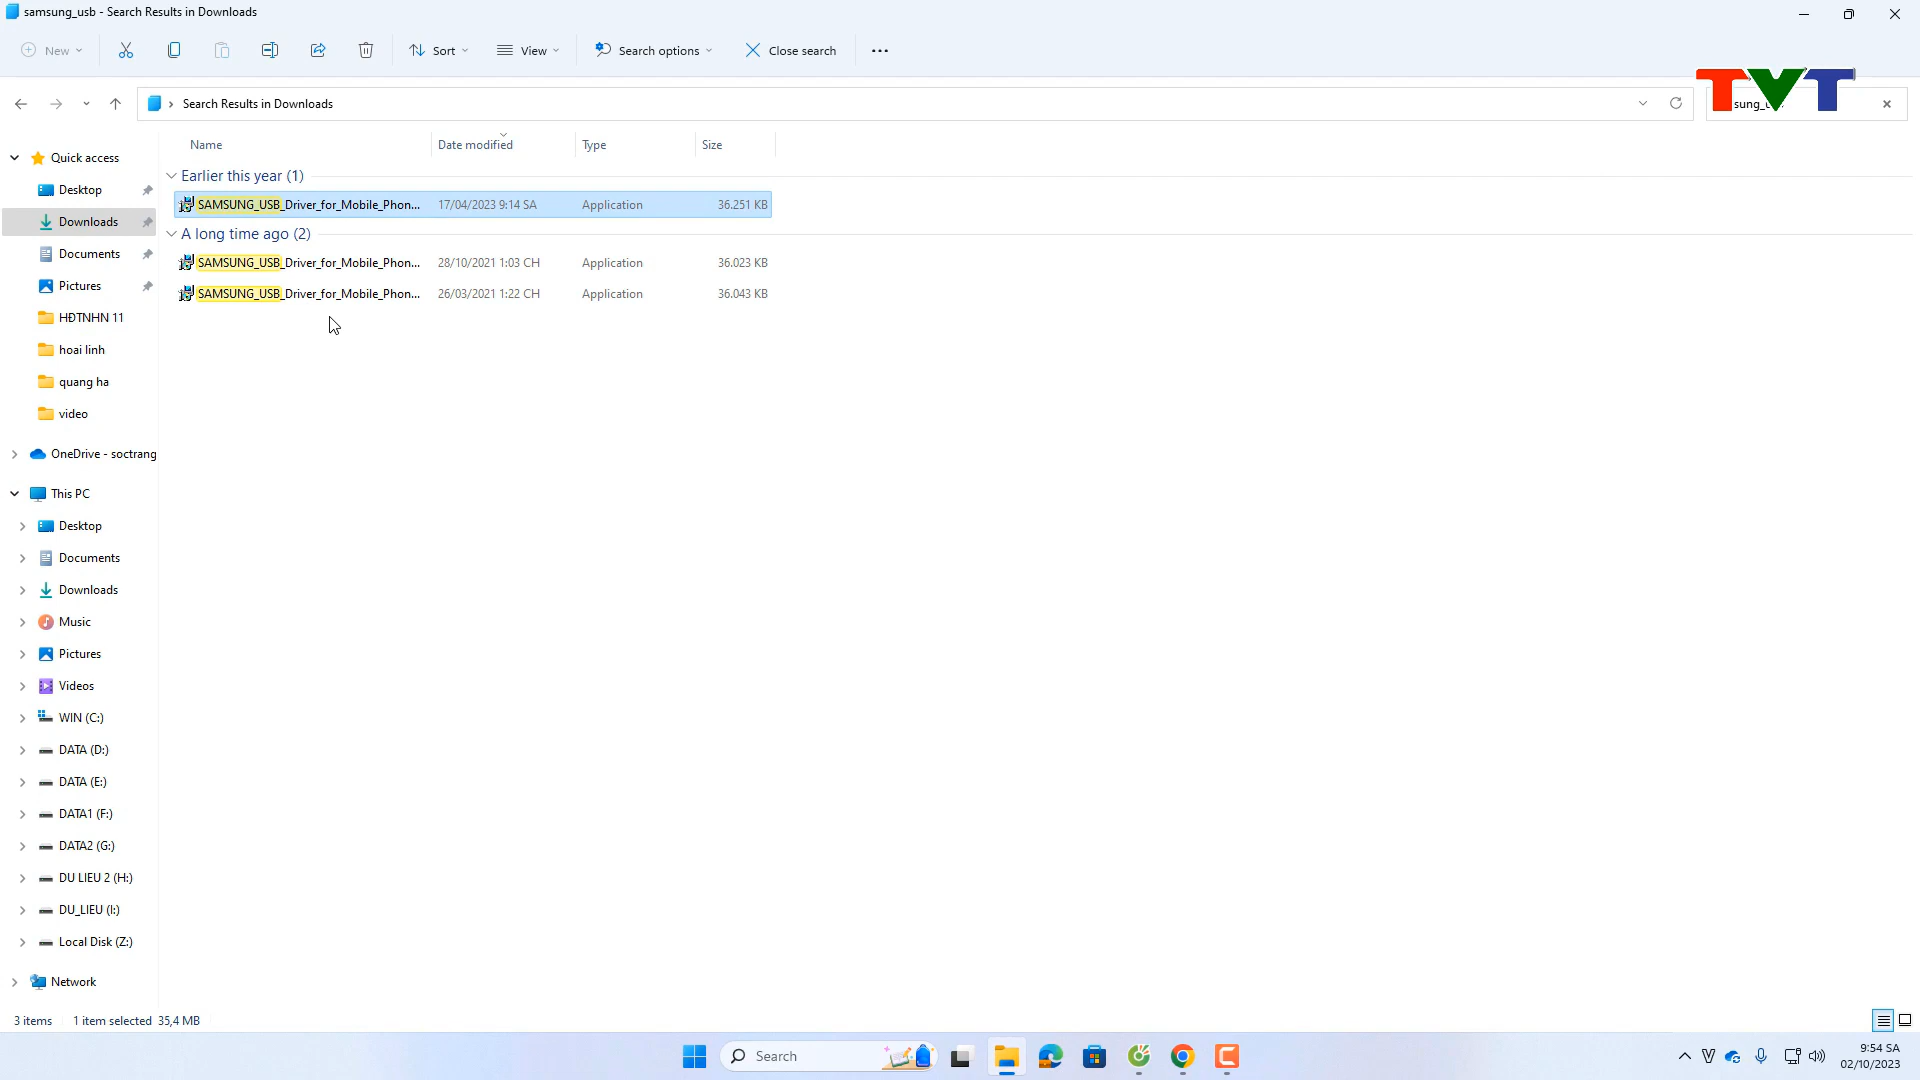 samsung_usb - Search Results in Downloads
New
Sort
View
Search options
Close search
Search Results in Downloads
sung_
TVT
Name
Date modified
Type
Size
Quick access
Desktop
Downloads
Documents
Pictures
HĐTNHN 11
hoai linh
quang ha
video
OneDrive - soctrang
This PC
Desktop
Documents
Downloads
Music
Pictures
Videos
WIN (C:)
DATA (D:)
DATA (E:)
DATA1 (F:)
DATA2 (G:)
DU LIEU 2 (H:)
DU_LIEU (I:)
Local Disk (Z:)
Network
Earlier this year (1)
SAMSUNG_USB_Driver_for_Mobile_Phon... 17/04/2023 9:14 SA Application 36.251 KB
A long time ago (2)
SAMSUNG_USB_Driver_for_Mobile_Phon... 28/10/2021 1:03 CH Application 36.023 KB
SAMSUNG_USB_Driver_for_Mobile_Phon... 26/03/2021 1:22 CH Application 36.043 KB
3 items 1 item selected 35,4 MB
Search
V
9:54 SA
02/10/2023